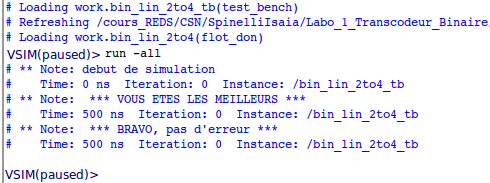 # Loading work.bin_lin_2to4_tb(test_bench)
# Refreshing /cours_REDS/CSN/SpinelliIsaia/Labo_1_Transcodeur_Binaire
# Loading work.bin_lin_2to4(flot_don)
VSIM(paused)> run -all
# ** Note: debut de simulation
#    Time: 0 ns  Iteration: 0  Instance: /bin_lin_2to4_tb
# ** Note:  *** VOUS ETES LES MEILLEURS ***
#    Time: 500 ns  Iteration: 0  Instance: /bin_lin_2to4_tb
# ** Note:  *** BRAVO, pas d'erreur ***
#    Time: 500 ns  Iteration: 0  Instance: /bin_lin_2to4_tb
VSIM(paused)>